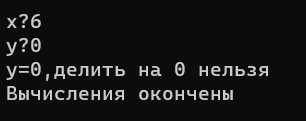 x?6
y?0
y=0,делить на 0 нельзя
Вычисления окончены